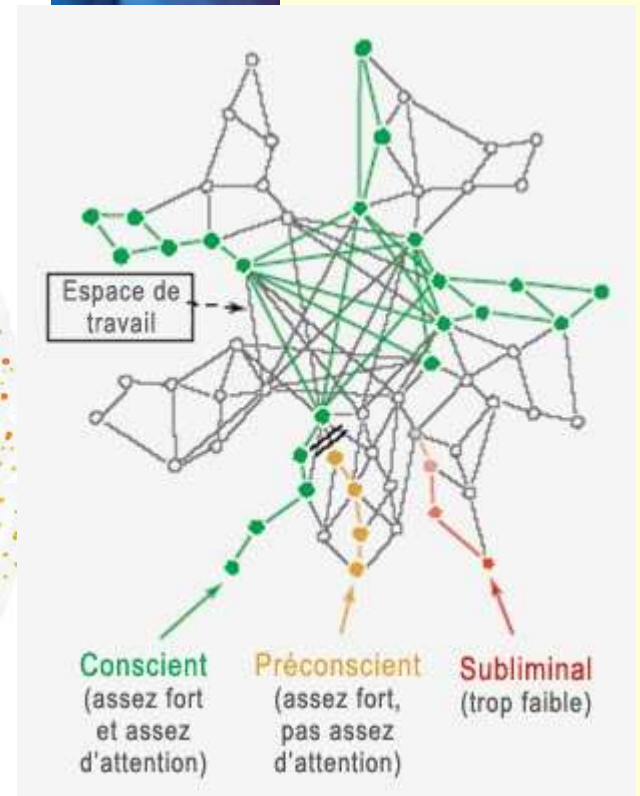 Espace de
travail
Conscient
(assez fort
et assez
d'attention)
Préconscient
(assez fort,
pas assez
d'attention)
Subliminal
(trop faible)